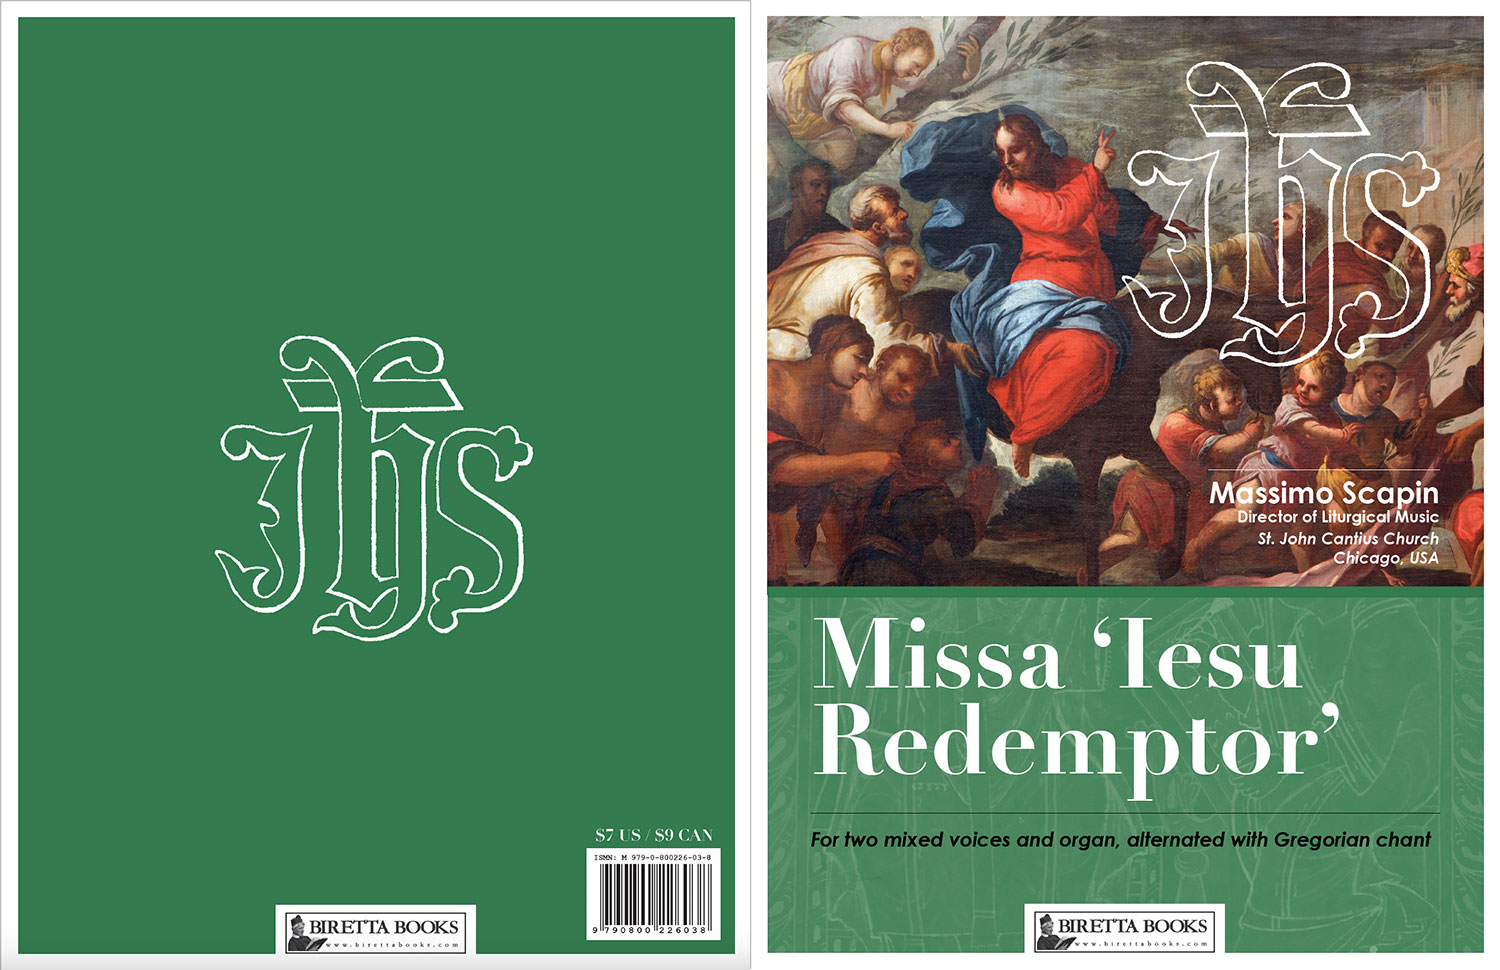 Jhs
$7 US / $9 CAN
ISMN: M 979-0-800226-03-8
9 790800 226038
BIRETTA BOOKS
www.birettabooks.com
Jhs
Massimo Scapin
Director of Liturgical Music
St. John Cantius Church
Chicago, USA
Missa ‘Iesu
Redemptor’
For two mixed voices and organ, alternated with Gregorian chant
BIRETTA BOOKS
www.birettabooks.com